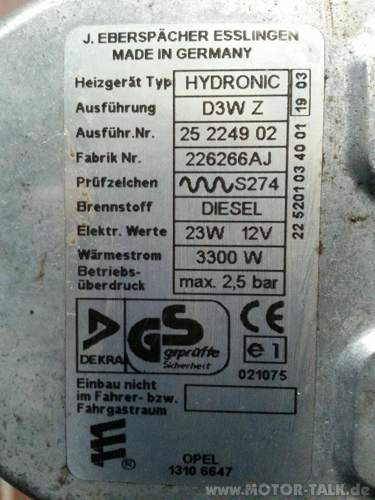 J. EBERSPÄCHER ESSLINGEN
MADE IN GERMANY
Heizgerät Typ HYDRONIC
Ausführung D3W Z
Ausführ.Nr. 25 2249 02
Fabrik Nr. 226266AJ
Prüfzeichen S274
Brennstoff DIESEL
Elektr. Werte 23W 12V
Wärmestrom 3300 W
Betriebs-
überdruck max. 2,5 bar
22 5201 03 40 01 19 03
DEKRA
GS
geprüfte
Sicherheit
CE
e1
021075
Einbau nicht
im Fahrer- bzw.
Fahrgastraum
®
OPEL
1310 6647
www.MOTOR-TALK.de